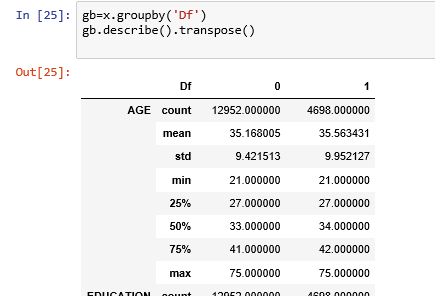 In [25]: gb=x.groupby('Df')
gb.describe().transpose()
Out[25]:
Df 0 1
AGE count 12952.000000 4698.000000
mean 35.168005 35.563431
std 9.421513 9.952127
min 21.000000 21.000000
25% 27.000000 27.000000
50% 33.000000 34.000000
75% 41.000000 42.000000
max 75.000000 75.000000
EDUCATION count 12952.000000 4698.000000